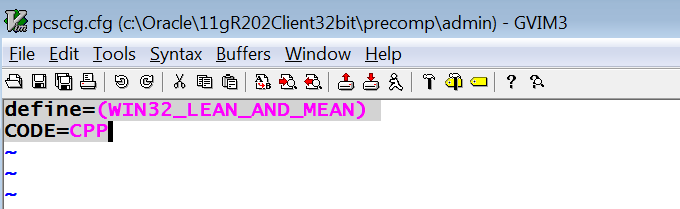 pcscfg.cfg (c:\Oracle\11gR202Client32bit\precomp\admin) - GVIM3
File Edit Tools Syntax Buffers Window Help
define=(WIN32_LEAN_AND_MEAN)
CODE=CPP
~
~
~